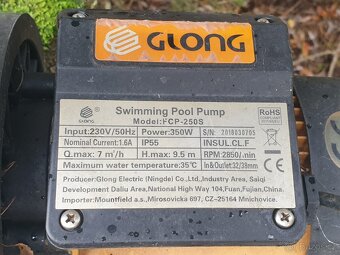 GLONG
GLONG
Swimming Pool Pump
Model:FCP-250S
RoHS
Input:230V/50Hz Power:350W S/N: 2018030705
Nominal Current:1.6A IP55 INSUL.CL.F
Q.max: 7 m³/h H.max: 9.5 m RPM:2850/.min
Maximum water temperature:35℃ In&Outlet:32/38mm
Producer:Glong Electric (Ningde) Co.,Ltd., Industry Area, Saiqi
Development Daliu Area,National High Way 104,Fuan,Fujian,China.
Importer: Mountfield a.s., Mirosovicka 697, CZ-25164 Mnichovice.